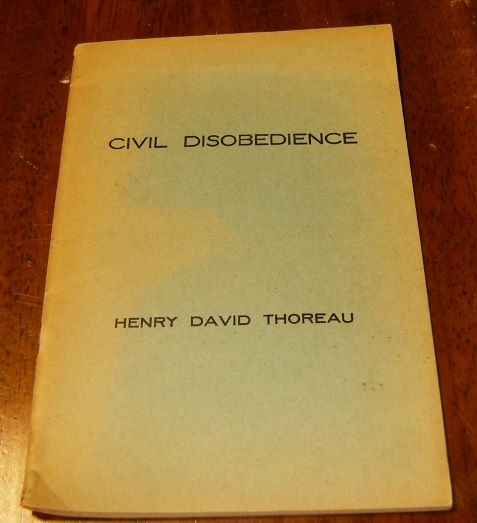 CIVIL DISOBEDIENCE
HENRY DAVID THOREAU